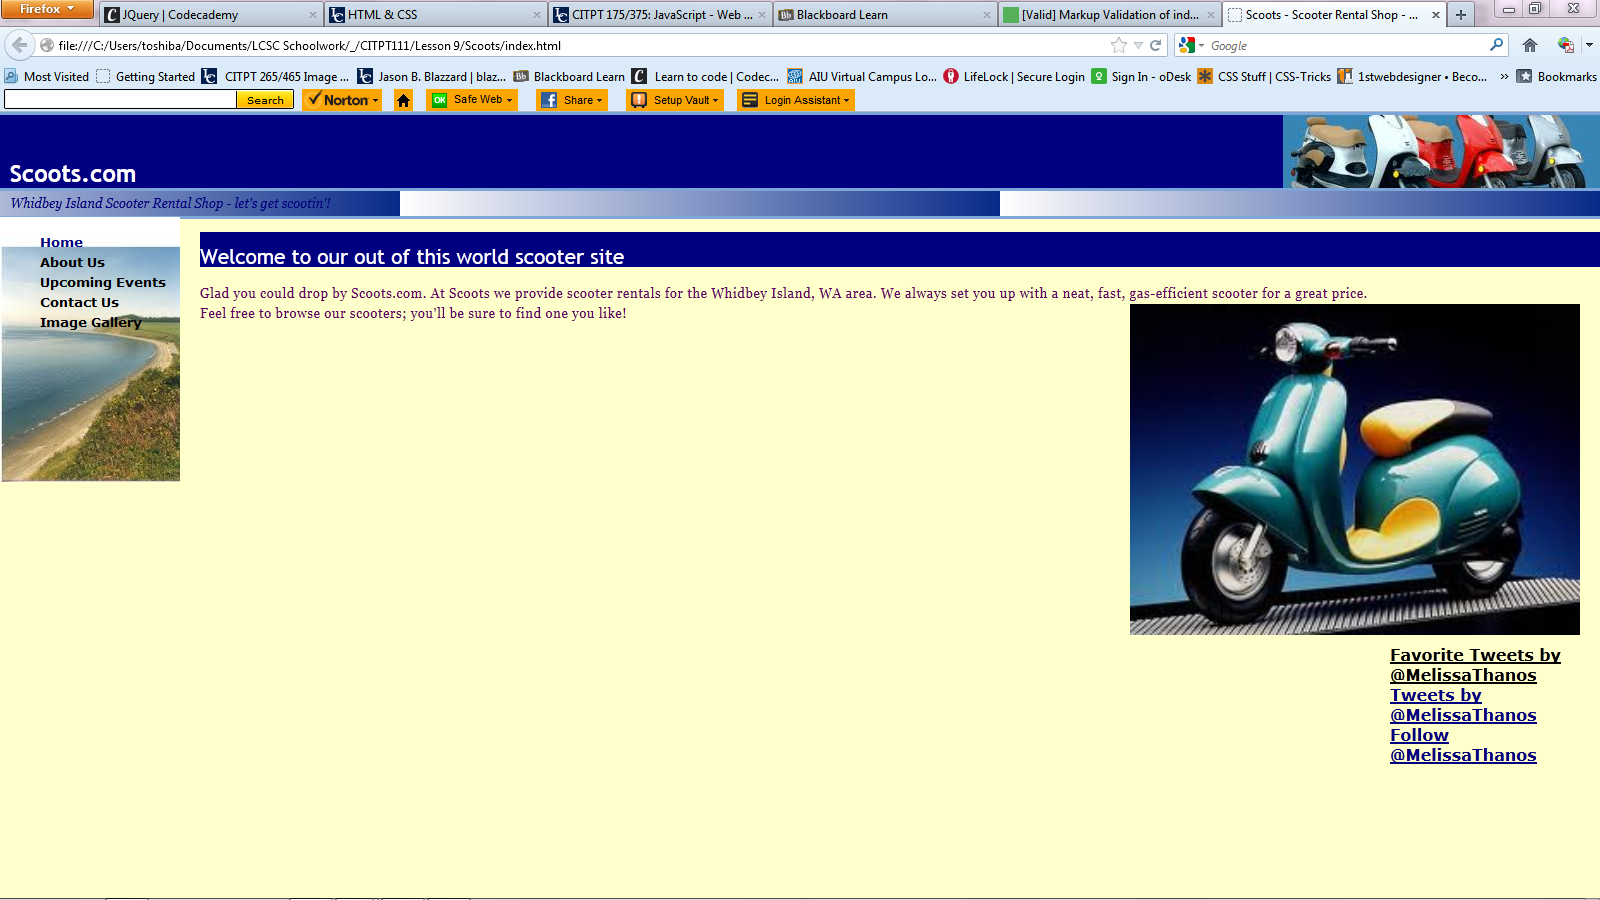 Firefox
JQuery | Codecademy
HTML & CSS
CITPT 175/375: JavaScript - Web ...
Bb Blackboard Learn
[Valid] Markup Validation of ind...
Scoots - Scooter Rental Shop - ...
file:///C:/Users/toshiba/Documents/LCSC Schoolwork/_/CITPT111/Lesson 9/Scoots/index.html
Google
Most Visited
Getting Started
LC CITPT 265/465 Image ...
LC Jason B. Blazzard | blaz...
Bb Blackboard Learn
Learn to code | Codec...
AIU Virtual Campus Lo...
LifeLock | Secure Login
Sign In - oDesk
CSS Stuff | CSS-Tricks
1stwebdesigner • Beco...
»
Bookmarks
Search
Norton
OK Safe Web
Share
Setup Vault
Login Assistant
Scoots.com
Whidbey Island Scooter Rental Shop - let's get scootin'!
Home
About Us
Upcoming Events
Contact Us
Image Gallery
Welcome to our out of this world scooter site
Glad you could drop by Scoots.com. At Scoots we provide scooter rentals for the Whidbey Island, WA area. We always set you up with a neat, fast, gas-efficient scooter for a great price.
Feel free to browse our scooters; you'll be sure to find one you like!
Favorite Tweets by
@MelissaThanos
Tweets by
@MelissaThanos
Follow
@MelissaThanos